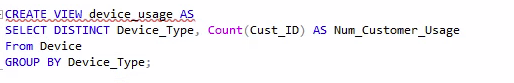 CREATE VIEW device_usage AS
SELECT DISTINCT Device_Type, Count(Cust_ID) AS Num_Customer_Usage
From Device
GROUP BY Device_Type;